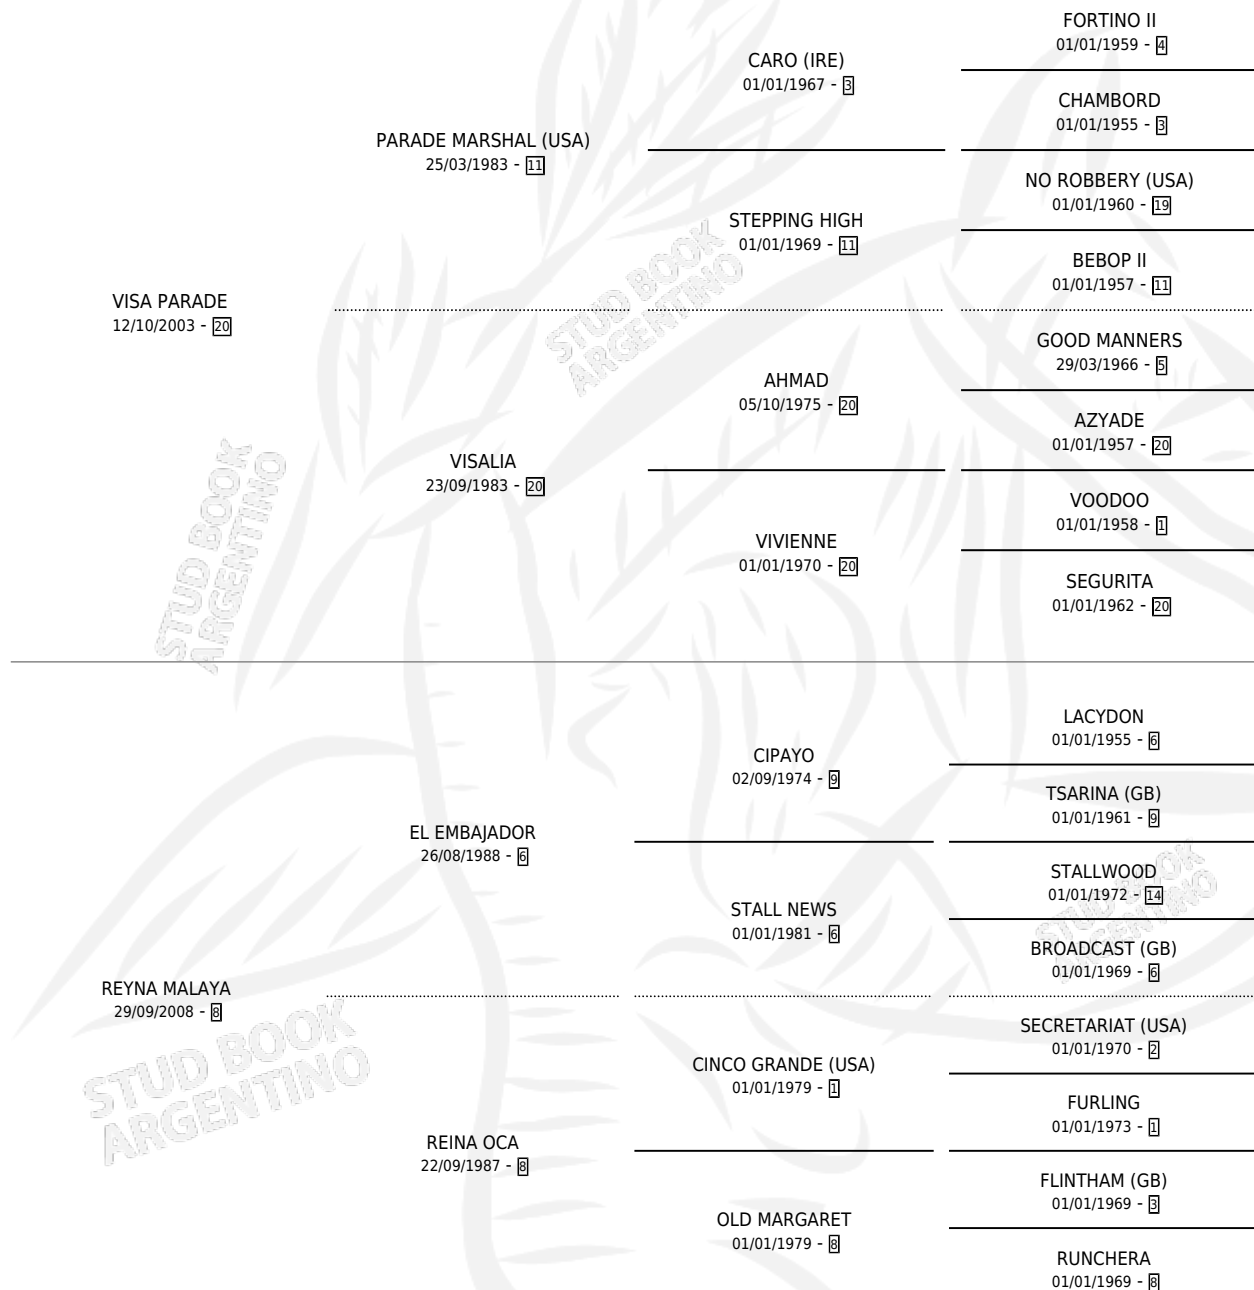 FORTINO II
01/01/1959 - 4
CARO (IRE)
01/01/1967 - 3
CHAMBORD
01/01/1955 - 3
PARADE MARSHAL (USA)
25/03/1983 - 11
NO ROBBERY (USA)
01/01/1960 - 19
STEPPING HIGH
01/01/1969 - 11
BEBOP II
01/01/1957 - 11
VISA PARADE
12/10/2003 - 20
STUD BOOK
ARGENTINO
GOOD MANNERS
29/03/1966 - 5
AHMAD
05/10/1975 - 20
AZYADE
01/01/1957 - 20
VISALIA
23/09/1983 - 20
VOODOO
01/01/1958 - 1
VIVIENNE
01/01/1970 - 20
SEGURITA
01/01/1962 - 20
STUD BOOK
ARGENTINO
LACYDON
01/01/1955 - 6
CIPAYO
02/09/1974 - 9
TSARINA (GB)
01/01/1961 - 9
EL EMBAJADOR
26/08/1988 - 6
STALLWOOD
01/01/1972 - 14
STALL NEWS
01/01/1981 - 6
STUD BOOK
ARGENTINO
BROADCAST (GB)
01/01/1969 - 6
REYNA MALAYA
29/09/2008 - 8
STUD BOOK
ARGENTINO
SECRETARIAT (USA)
01/01/1970 - 2
CINCO GRANDE (USA)
01/01/1979 - 1
FURLING
01/01/1973 - 1
REINA OCA
22/09/1987 - 8
FLINTHAM (GB)
01/01/1969 - 3
OLD MARGARET
01/01/1979 - 8
RUNCHERA
01/01/1969 - 8